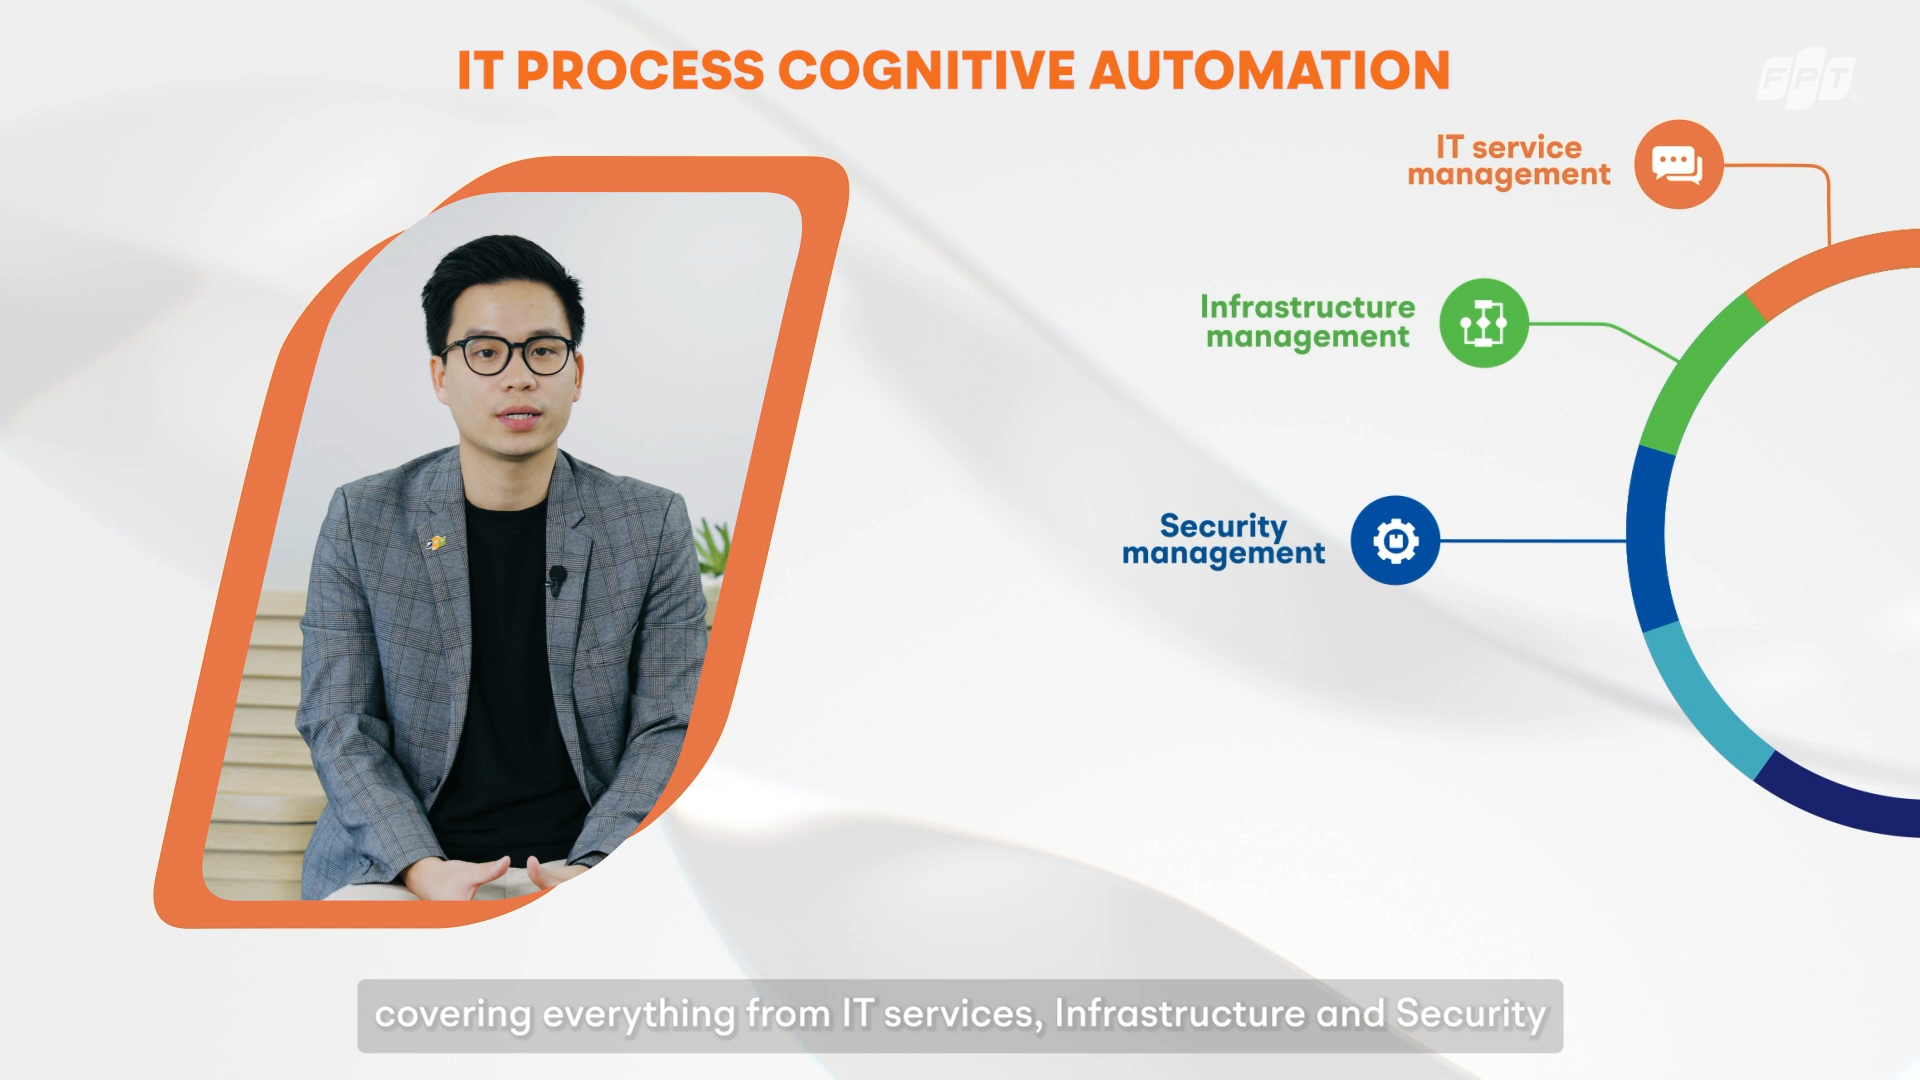 IT PROCESS COGNITIVE AUTOMATION
FPT
IT service
management
Infrastructure
management
Security
management
covering everything from IT services, Infrastructure and Security